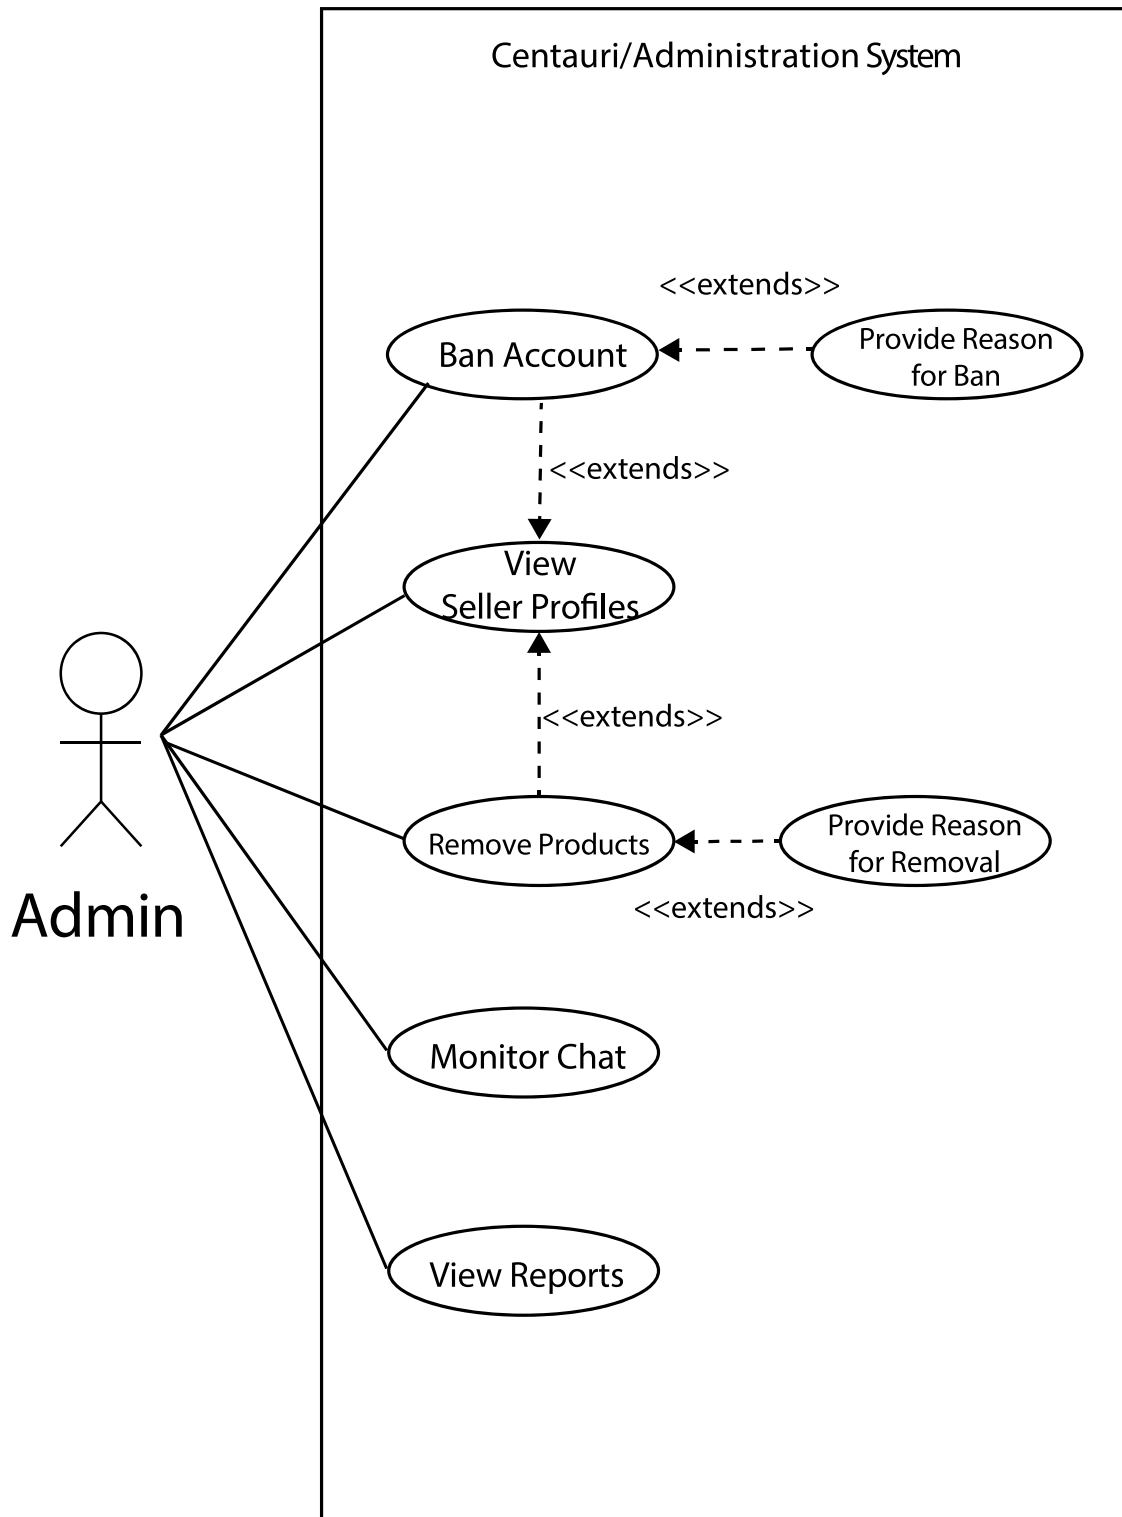 Centauri/Administration System
<<extends>>
Ban Account
Provide Reason
for Ban
<<extends>>
View
Seller Profiles
<<extends>>
Remove Products
Provide Reason
for Removal
<<extends>>
Admin
Monitor Chat
View Reports